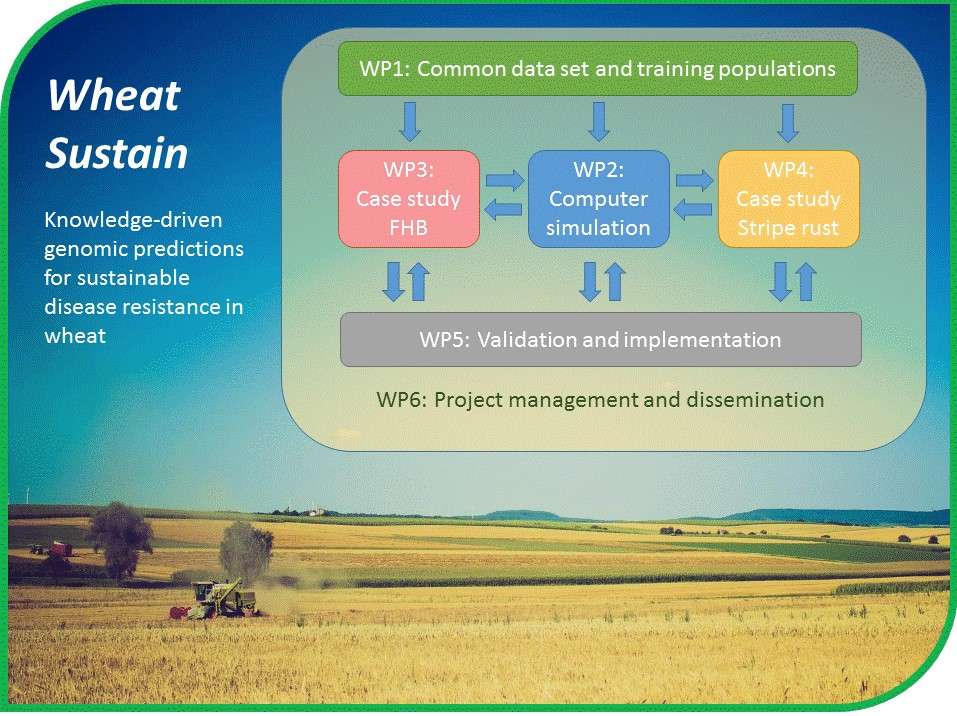 Wheat
Sustain
Knowledge-driven
genomic predictions
for sustainable
disease resistance in
wheat
WP1: Common data set and training populations
WP3:
Case study
FHB
WP2:
Computer
simulation
WP4:
Case study
Stripe rust
WP5: Validation and implementation
WP6: Project management and dissemination